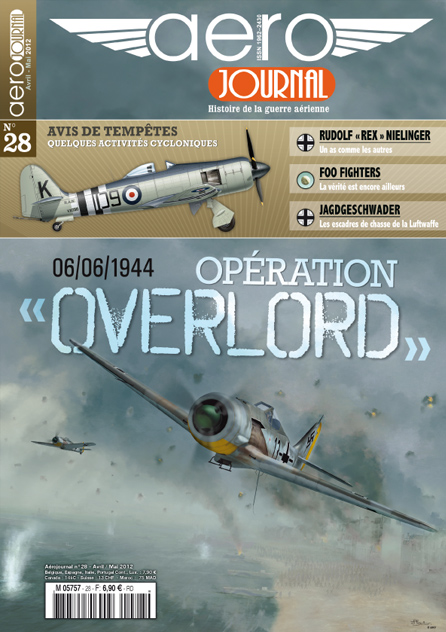 aero
JOURNAL
Histoire de la guerre aérienne
ISSN 1962-2430
aeroJOURNAL
Avril - Mai 2012
N°
28
AVIS DE TEMPÊTES
QUELQUES ACTIVITES CYCLONIQUES
K
109
RUDOLF « REX » NIELINGER
Un as comme les autres
FOO FIGHTERS
La vérité est encore ailleurs
JAGDGESCHWADER
Les escadres de chasse de la Luftwaffe
06/06/1944
OPÉRATION
« OVERLORD »
Aérojournal n°28 - Avril - Mai 2012
M 05757 - 28 - F: 6,90 € - RD